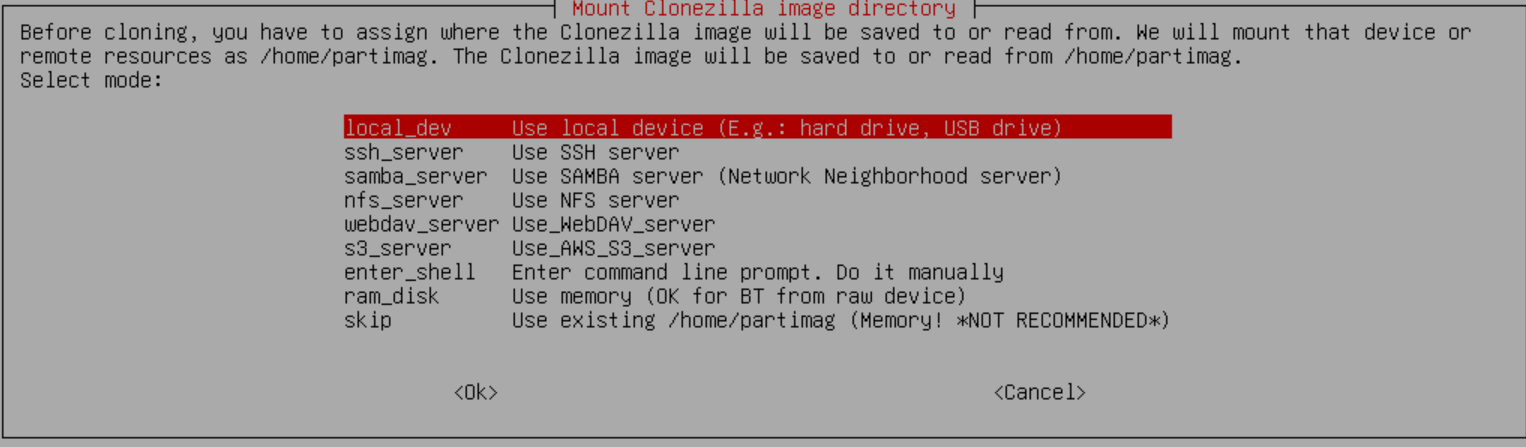 Mount Clonezilla image directory
Before cloning, you have to assign where the Clonezilla image will be saved to or read from. We will mount that device or
remote resources as /home/partimag. The Clonezilla image will be saved to or read from /home/partimag.
Select mode:
local_dev Use local device (E.g.: hard drive, USB drive)
ssh_server Use SSH server
samba_server Use SAMBA server (Network Neighborhood server)
nfs_server Use NFS server
webdav_server Use_WebDAV_server
s3_server Use_AWS_S3_server
enter_shell Enter command line prompt. Do it manually
ram_disk Use memory (OK for BT from raw device)
skip Use existing /home/partimag (Memory! *NOT RECOMMENDED*)
<Ok> <Cancel>